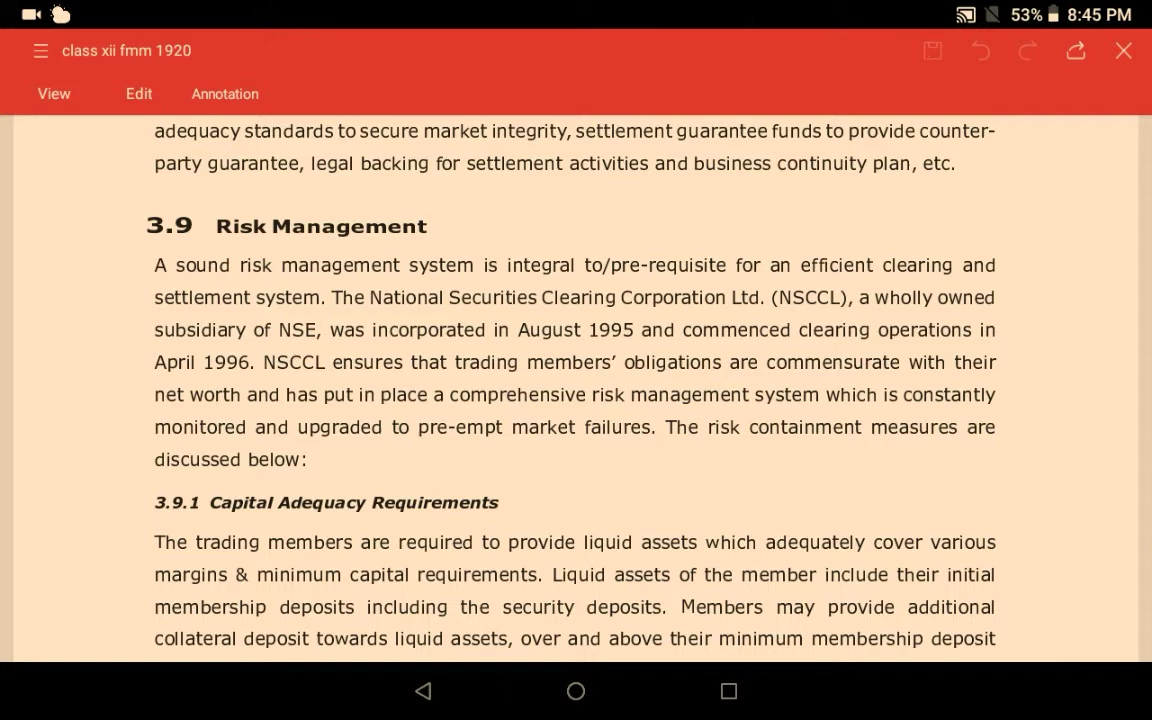 53% 8:45 PM
class xii fmm 1920
View Edit Annotation
adequacy standards to secure market integrity, settlement guarantee funds to provide counter-
party guarantee, legal backing for settlement activities and business continuity plan, etc.
3.9 Risk Management
A sound risk management system is integral to/pre-requisite for an efficient clearing and
settlement system. The National Securities Clearing Corporation Ltd. (NSCCL), a wholly owned
subsidiary of NSE, was incorporated in August 1995 and commenced clearing operations in
April 1996. NSCCL ensures that trading members’ obligations are commensurate with their
net worth and has put in place a comprehensive risk management system which is constantly
monitored and upgraded to pre-empt market failures. The risk containment measures are
discussed below:
3.9.1 Capital Adequacy Requirements
The trading members are required to provide liquid assets which adequately cover various
margins & minimum capital requirements. Liquid assets of the member include their initial
membership deposits including the security deposits. Members may provide additional
collateral deposit towards liquid assets, over and above their minimum membership deposit